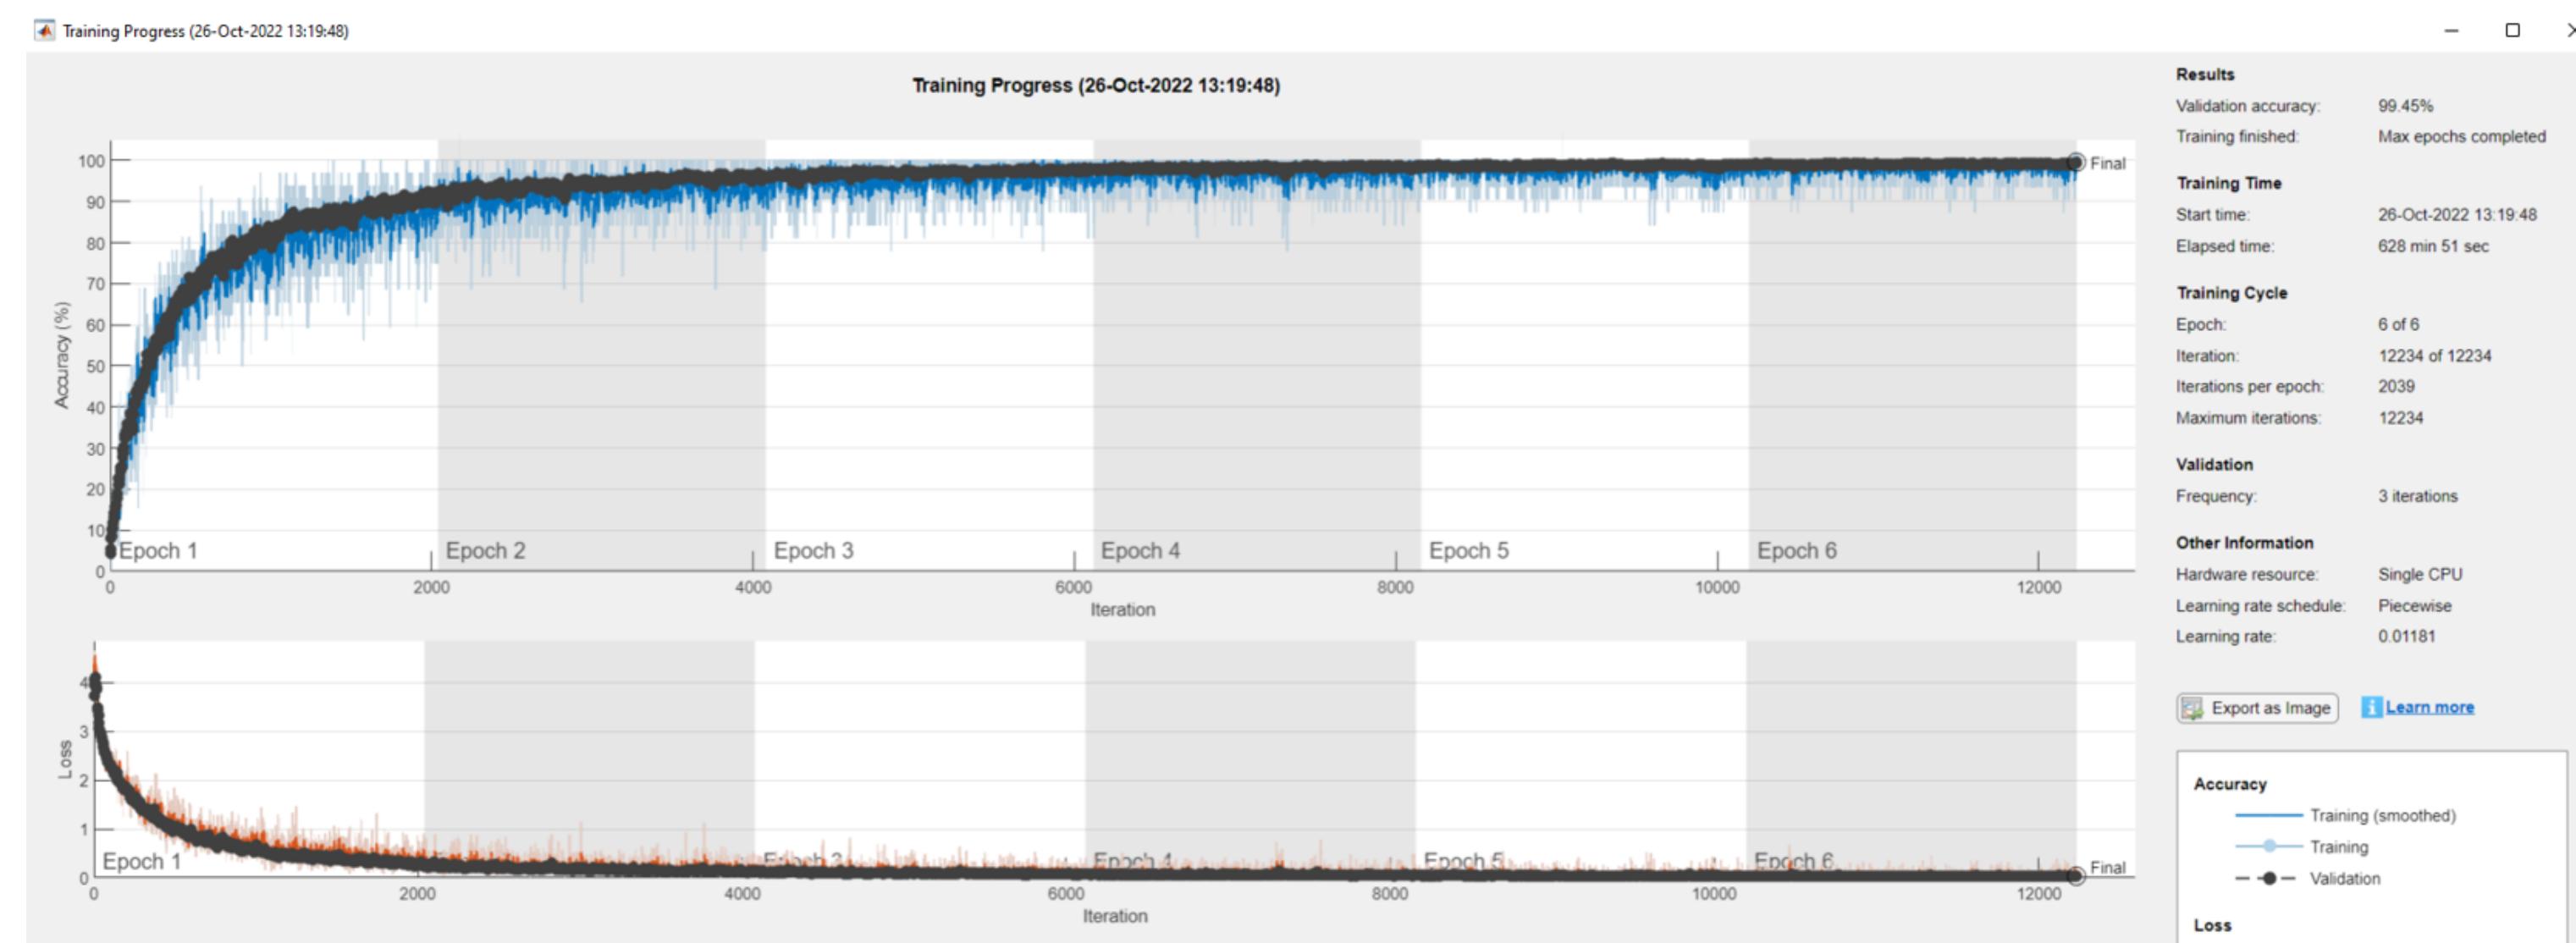 Training Progress (26-Oct-2022 13:19:48)
Training Progress (26-Oct-2022 13:19:48)
Accuracy (%)
100
90
80
70
60
50
40
30
20
10
0
Epoch 1 Epoch 2 Epoch 3 Epoch 4 Epoch 5 Epoch 6
Final
0 2000 4000 6000 8000 10000 12000
Iteration
Loss
4
3
2
1
0
Epoch 1 Epoch 3 Epoch 4 Epoch 5 Epoch 6
Final
0 2000 4000 6000 8000 10000 12000
Iteration
Results
Validation accuracy: 99.45%
Training finished: Max epochs completed
Training Time
Start time: 26-Oct-2022 13:19:48
Elapsed time: 628 min 51 sec
Training Cycle
Epoch: 6 of 6
Iteration: 12234 of 12234
Iterations per epoch: 2039
Maximum iterations: 12234
Validation
Frequency: 3 iterations
Other Information
Hardware resource: Single CPU
Learning rate schedule: Piecewise
Learning rate: 0.01181
Export as Image Learn more
Accuracy
Training (smoothed)
Training
Validation
Loss